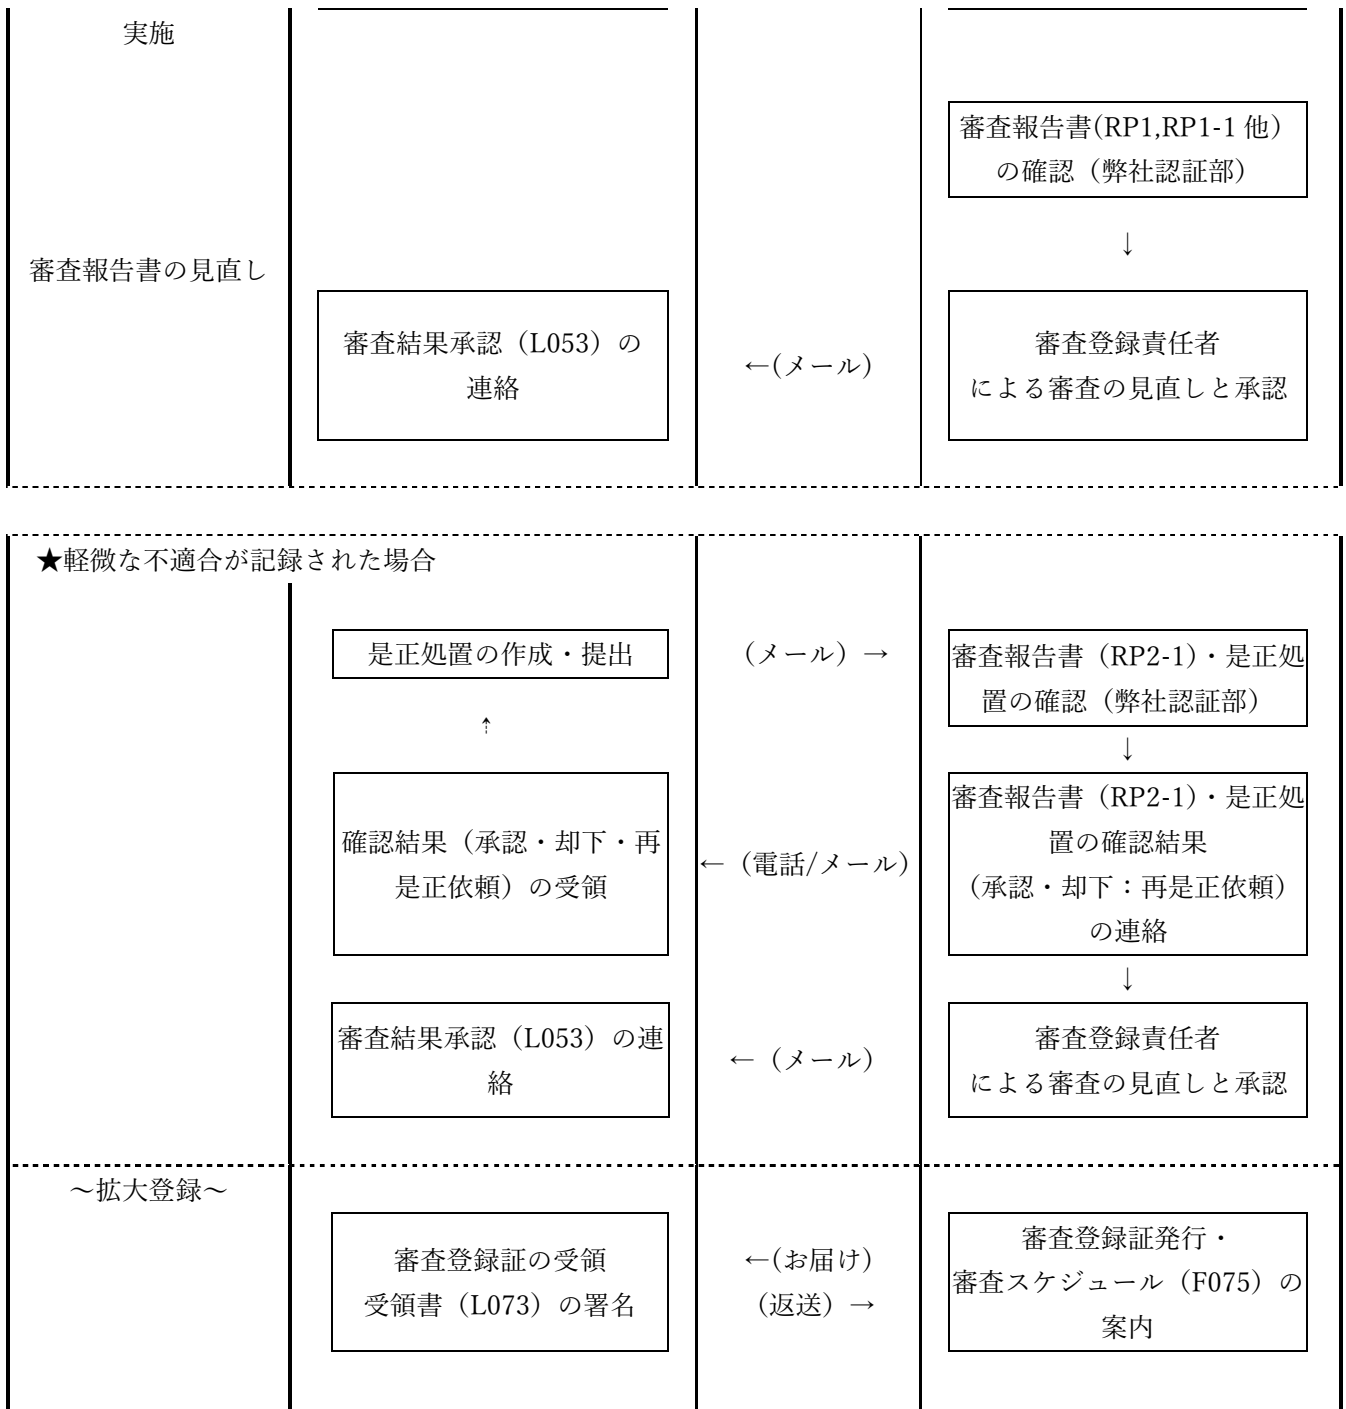 実施
審査報告書(RP1,RP1-1 他）
の確認（弊社認証部）
↓
審査報告書の見直し
審査結果承認（L053）の
連絡
←(メール）
審査登録責任者
による審査の見直しと承認
★軽微な不適合が記録された場合
是正処置の作成・提出
（メール）→
審査報告書（RP2-1）・是正処
置の確認（弊社認証部）
⇡
↓
確認結果（承認・却下・再
是正依頼）の受領
←（電話/メール）
審査報告書（RP2-1）・是正処
置の確認結果
（承認・却下：再是正依頼）
の連絡
↓
審査結果承認（L053）の連
絡
←（メール）
審査登録責任者
による審査の見直しと承認
～拡大登録～
審査登録証の受領
受領書（L073）の署名
←(お届け）
（返送）→
審査登録証発行・
審査スケジュール（F075）の
案内